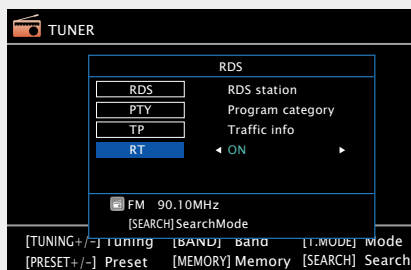 TUNER
RDS
RDS RDS station
PTY Program category
TP Traffic info
RT ON
FM 90.10MHz
[SEARCH] SearchMode
[TUNING+/-] Tuning [BAND] Band [T.MODE] Mode
[PRESET+/-] Preset [MEMORY] Memory [SEARCH] Search